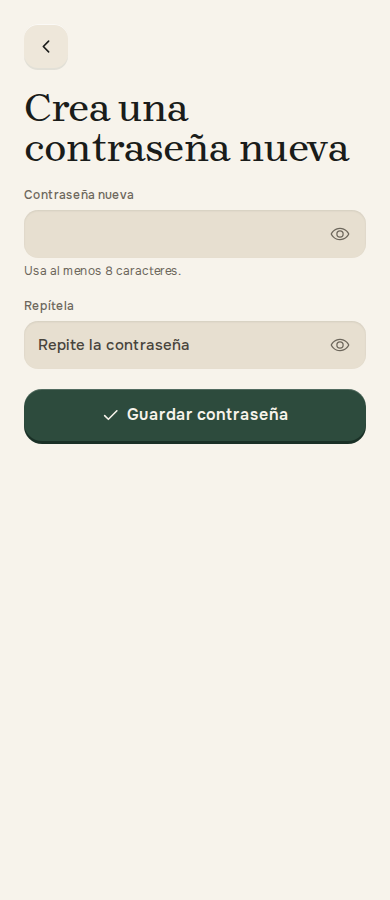 Crea una
contraseña nueva
Contraseña nueva
Usa al menos 8 caracteres.
Repítela
Repite la contraseña
Guardar contraseña